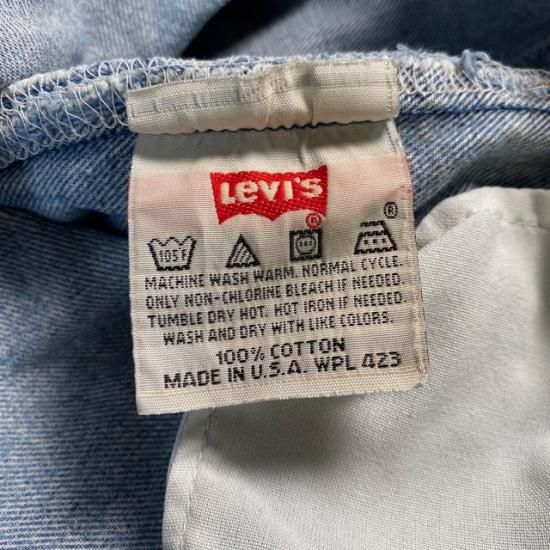 Levi's
®
®
105 F
MACHINE WASH WARM. NORMAL CYCLE.
ONLY NON-CHLORINE BLEACH IF NEEDED.
TUMBLE DRY HOT. HOT IRON IF NEEDED.
WASH AND DRY WITH LIKE COLORS.
100% COTTON
MADE IN U.S.A. WPL 423